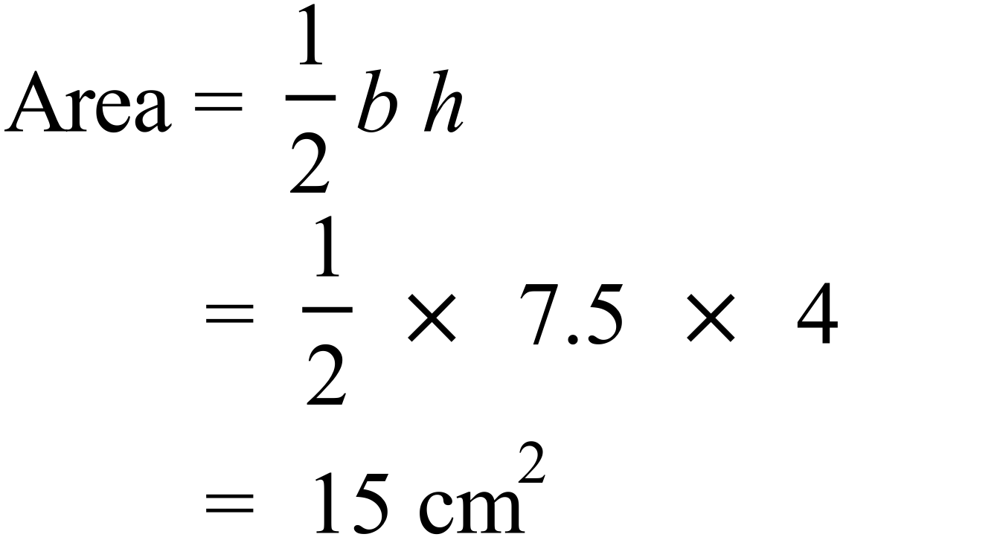 Area = 1/2 b h
= 1/2 × 7.5 × 4
= 15 cm²